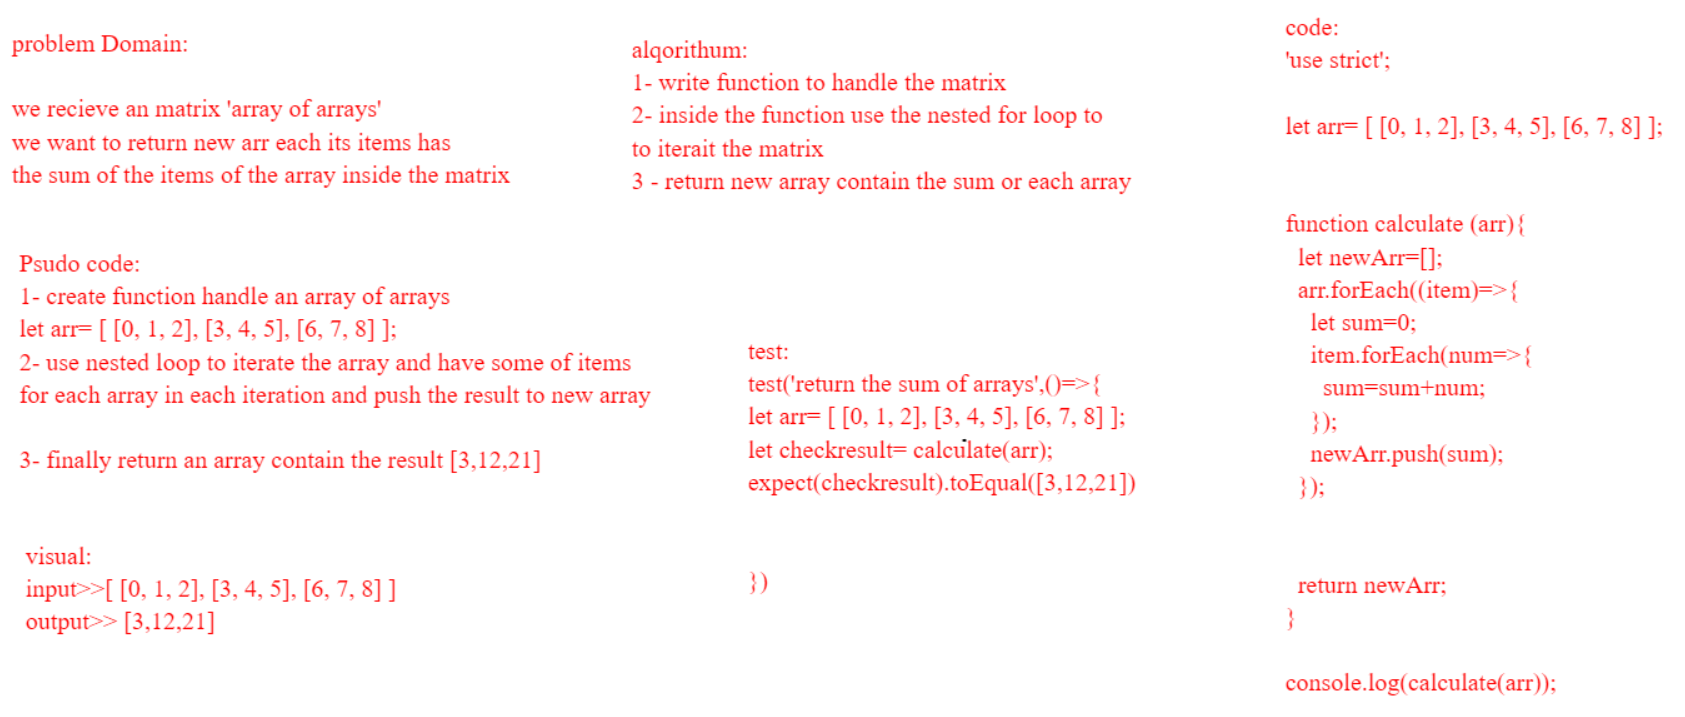 problem Domain:
we recieve an matrix 'array of arrays'
we want to return new arr each its items has
the sum of the items of the array inside the matrix
alqorithum:
1- write function to handle the matrix
2- inside the function use the nested for loop to
to iterait the matrix
3 - return new array contain the sum or each array
Psudo code:
1- create function handle an array of arrays
let arr= [ [0, 1, 2], [3, 4, 5], [6, 7, 8] ];
2- use nested loop to iterate the array and have some of items
for each array in each iteration and push the result to new array
3- finally return an array contain the result [3,12,21]
visual:
input>>[ [0, 1, 2], [3, 4, 5], [6, 7, 8] ]
output>> [3,12,21]
test:
test('return the sum of arrays',()=>{
let arr= [ [0, 1, 2], [3, 4, 5], [6, 7, 8] ];
let checkresult= calculate(arr);
expect(checkresult).toEqual([3,12,21])
})
code:
'use strict';
let arr= [ [0, 1, 2], [3, 4, 5], [6, 7, 8] ];
function calculate (arr){
let newArr=[];
arr.forEach((item)=>{
let sum=0;
item.forEach(num=>{
sum=sum+num;
});
newArr.push(sum);
});
return newArr;
}
console.log(calculate(arr));